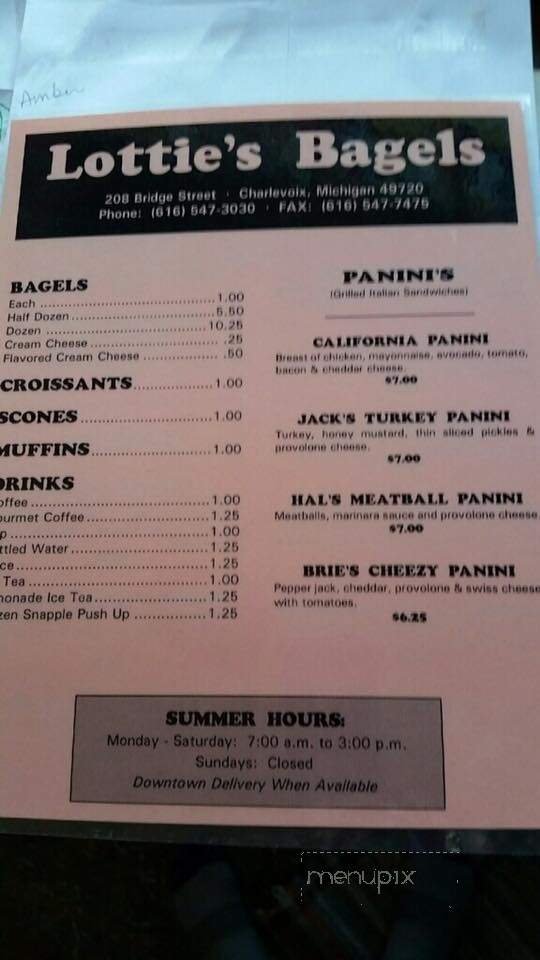 Amber
Lottie's Bagels
208 Bridge Street · Charlevoix, Michigan 49720
Phone: (616) 547-3030 · FAX: (616) 547-7475
BAGELS
Each 1.00
Half Dozen 5.50
Dozen 10.25
Cream Cheese .25
Flavored Cream Cheese .50
CROISSANTS 1.00
SCONES 1.00
MUFFINS 1.00
DRINKS
offee 1.00
ourmet Coffee 1.25
p 1.00
ttled Water 1.25
ce 1.25
Tea 1.00
monade Ice Tea 1.25
zen Snapple Push Up 1.25
PANINI'S
(Grilled Italian Sandwiches)
CALIFORNIA PANINI
Breast of chicken, mayonnaise, avocado, tomato,
bacon & cheddar cheese.
$7.00
JACK'S TURKEY PANINI
Turkey, honey mustard, thin sliced pickles &
provolone cheese.
$7.00
HAL'S MEATBALL PANINI
Meatballs, marinara sauce and provolone cheese.
$7.00
BRIE'S CHEEZY PANINI
Pepper jack, cheddar, provolone & swiss cheese
with tomatoes.
$6.25
SUMMER HOURS:
Monday - Saturday: 7:00 a.m. to 3:00 p.m.
Sundays: Closed
Downtown Delivery When Available
menupix